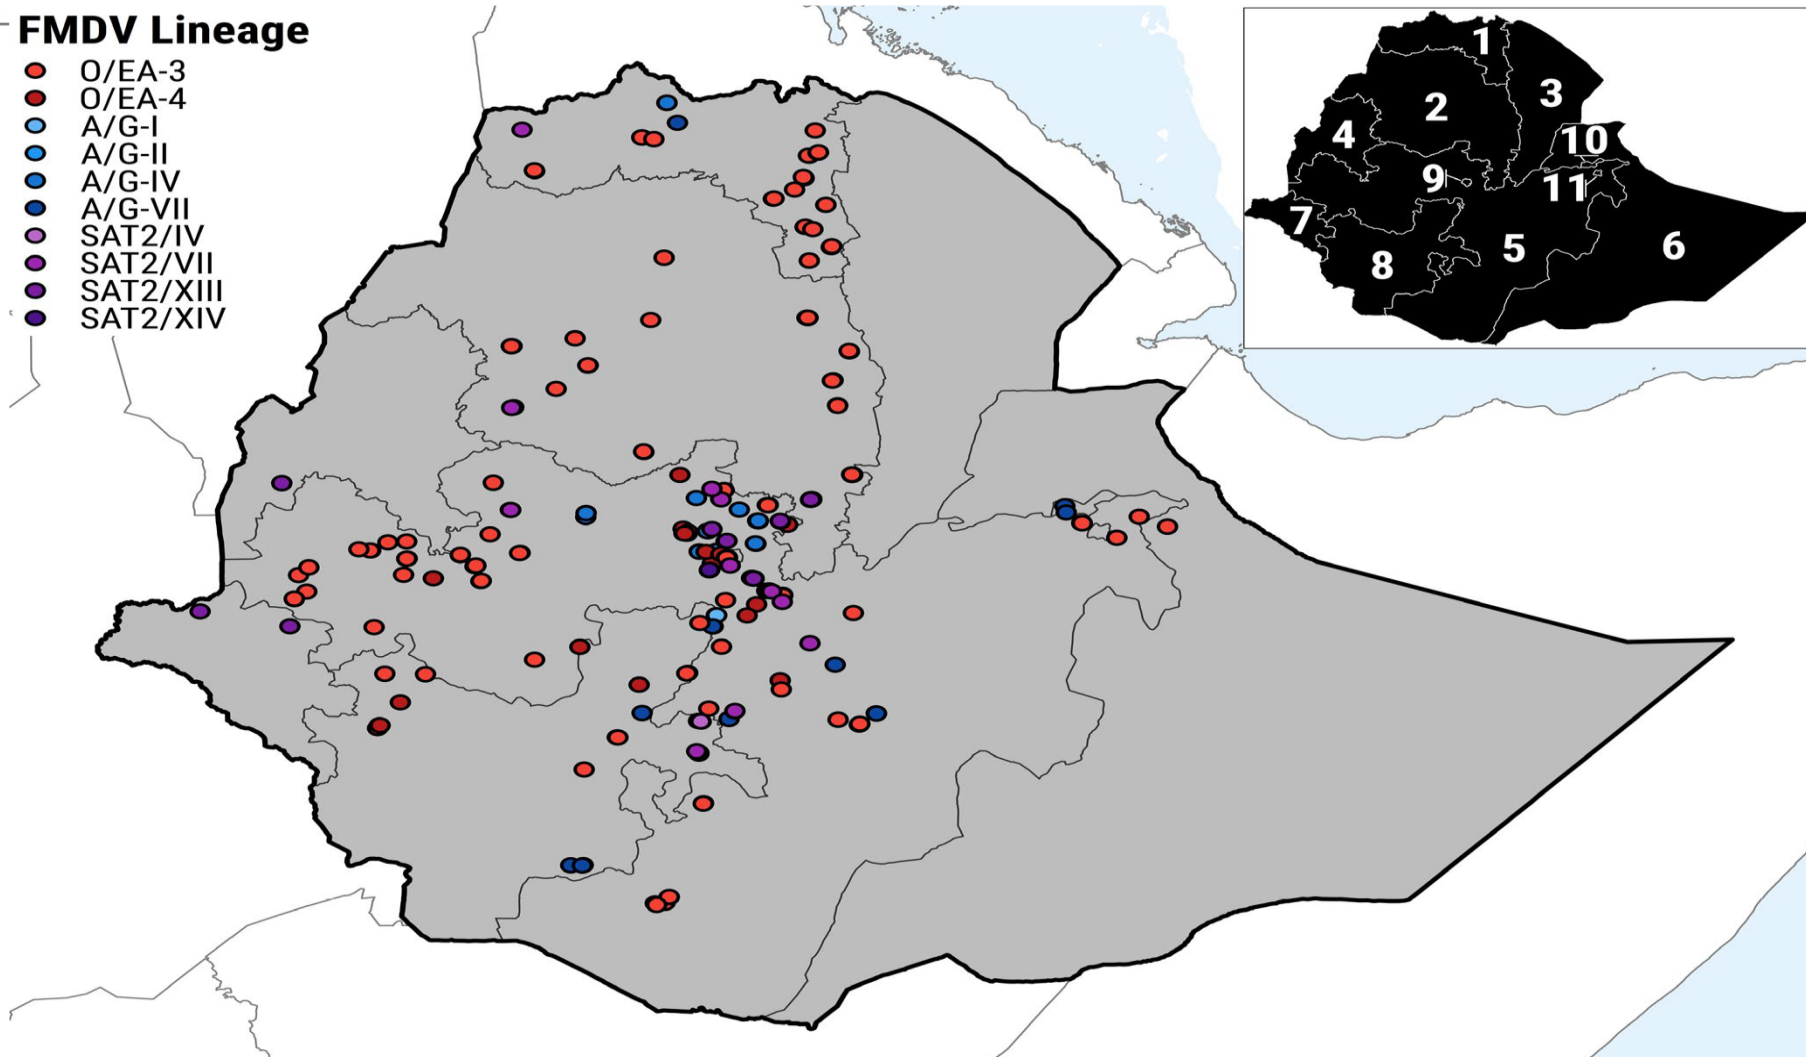 FMDV Lineage
O/EA-3
O/EA-4
A/G-I
A/G-II
A/G-IV
A/G-VII
SAT2/IV
SAT2/VII
SAT2/XIII
SAT2/XIV
1
2
3
4
10
9
11
7
8
5
6